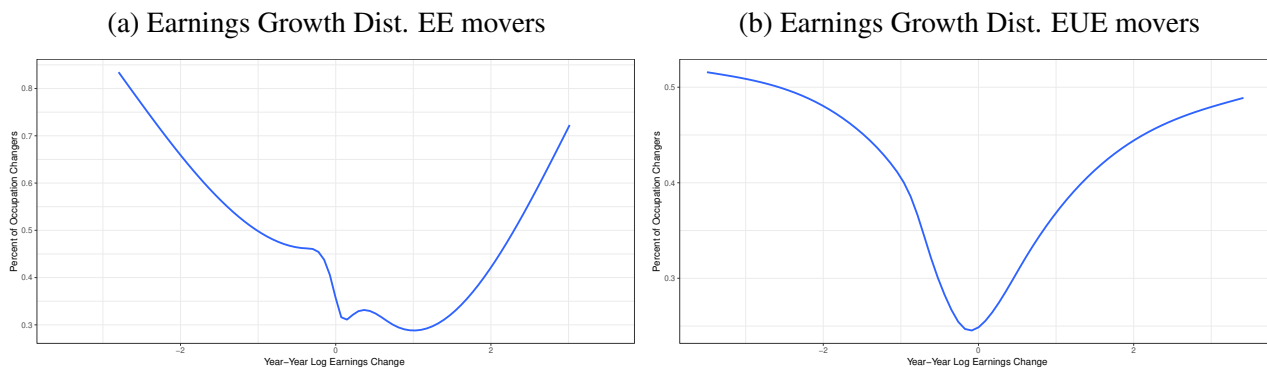 (a) Earnings Growth Dist. EE movers
Percent of Occupation Changers
0.8
0.7
0.6
0.5
0.4
0.3
−2
0
2
Year−Year Log Earnings Change
(b) Earnings Growth Dist. EUE movers
Percent of Occupation Changers
0.5
0.4
0.3
−2
0
2
Year−Year Log Earnings Change